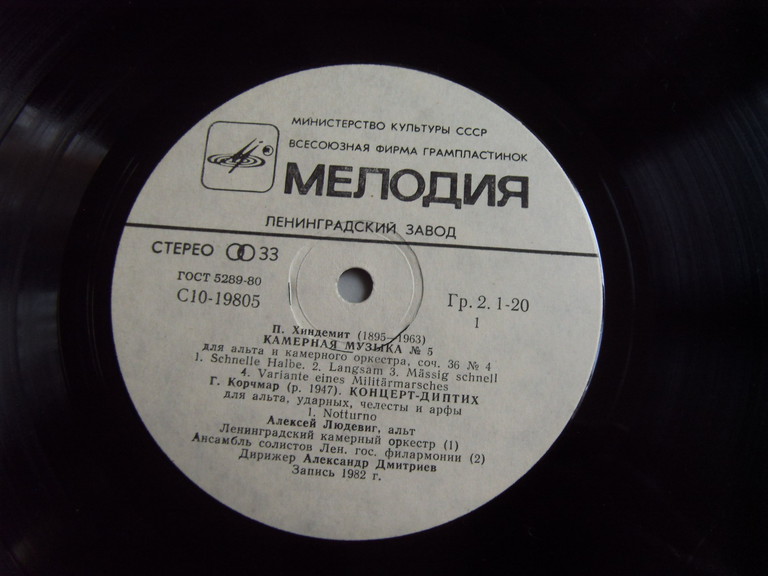 МИНИСТЕРСТВО КУЛЬТУРЫ СССР
ВСЕСОЮЗНАЯ ФИРМА ГРАМПЛАСТИНОК
МЕЛОДИЯ
ЛЕНИНГРАДСКИЙ ЗАВОД
СТЕРЕО 33
ГОСТ 5289-80
С10-19805
Гр. 2. 1-20
1
П. Хиндемит (1895—1963)
КАМЕРНАЯ МУЗЫКА № 5
для альта и камерного оркестра, соч. 36 № 4
1. Schnelle Halbe. 2. Langsam 3. Mässig schnell
4. Variante eines Militärmarsches
Г. Корчмар (р. 1947). КОНЦЕРТ-ДИПТИХ
для альта, ударных, челесты и арфы
1. Notturno
Алексей Людевиг, альт
Ленинградский камерный оркестр (1)
Ансамбль солистов Лен. гос. филармонии (2)
Дирижер Александр Дмитриев
Запись 1982 г.